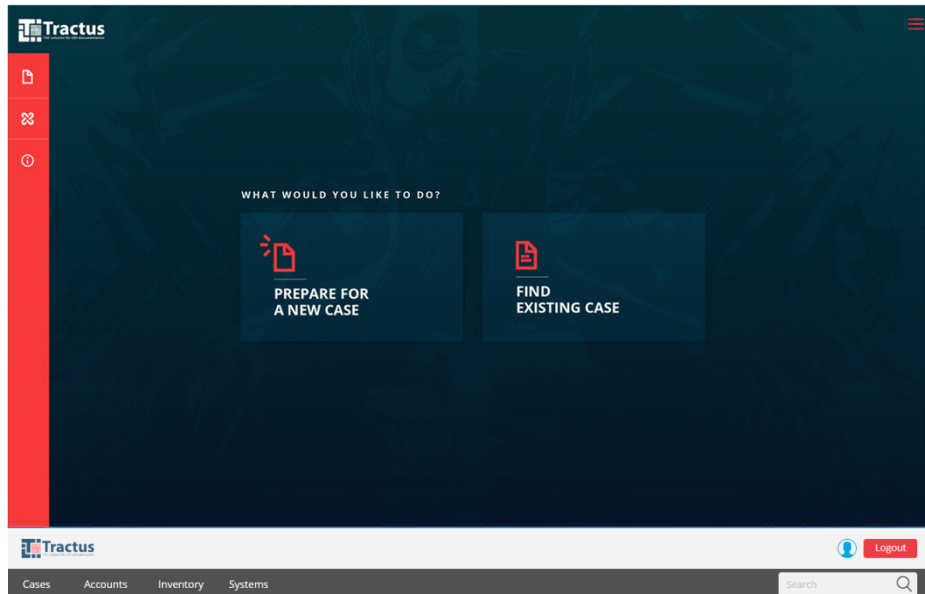 Tractus
WHAT WOULD YOU LIKE TO DO?
PREPARE FOR
A NEW CASE
FIND
EXISTING CASE
Tractus
Logout
Cases Accounts Inventory Systems Search